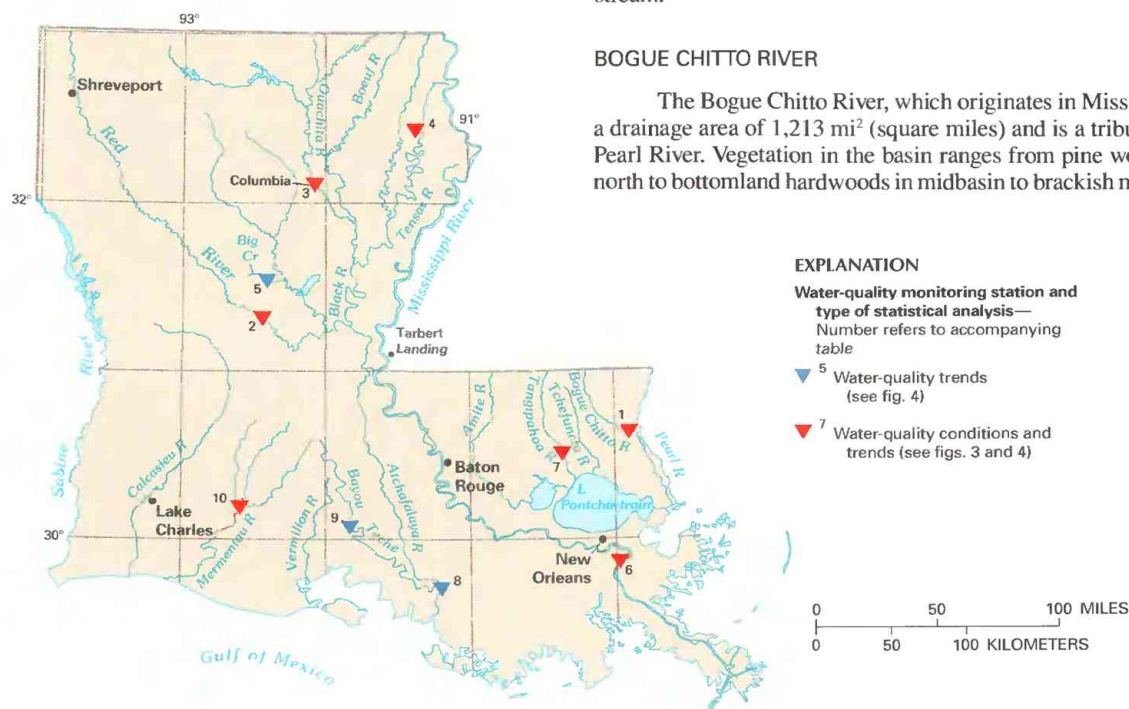 stream.
BOGUE CHITTO RIVER
The Bogue Chitto River, which originates in Miss
a drainage area of 1,213 mi² (square miles) and is a tribu
Pearl River. Vegetation in the basin ranges from pine wo
north to bottomland hardwoods in midbasin to brackish m
93°
91°
32°
30°
Shreveport
Red
River
Ouachita R
Boeuf R
4
Columbia
3
Tensas R
Mississippi River
Big
Cr
5
2
Black R
Tarbert
Landing
Sabine
River
Calcasieu R
Lake
Charles
10
Mermentau R
Vermilion R
9
Bayou
Teche
Atchafalaya R
8
Baton
Rouge
Amite R
Tangipahoa R
Tchefuncta R
Bogue Chitto R
1
Pearl R
7
L
Pontchartrain
New
Orleans
6
Gulf of Mexico
EXPLANATION
Water-quality monitoring station and
type of statistical analysis—
Number refers to accompanying
table
5 Water-quality trends
(see fig. 4)
7 Water-quality conditions and
trends (see figs. 3 and 4)
0 50 100 MILES
0 50 100 KILOMETERS